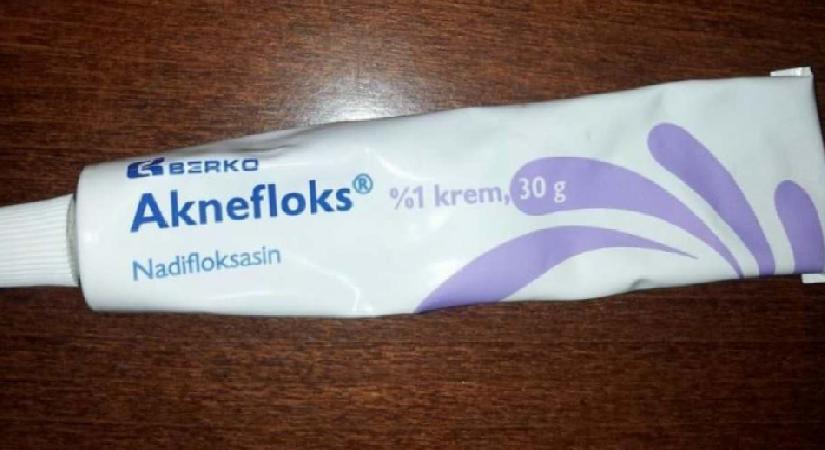 BERKO
Aknefloks® %1 krem, 30 g
Nadifloksasin